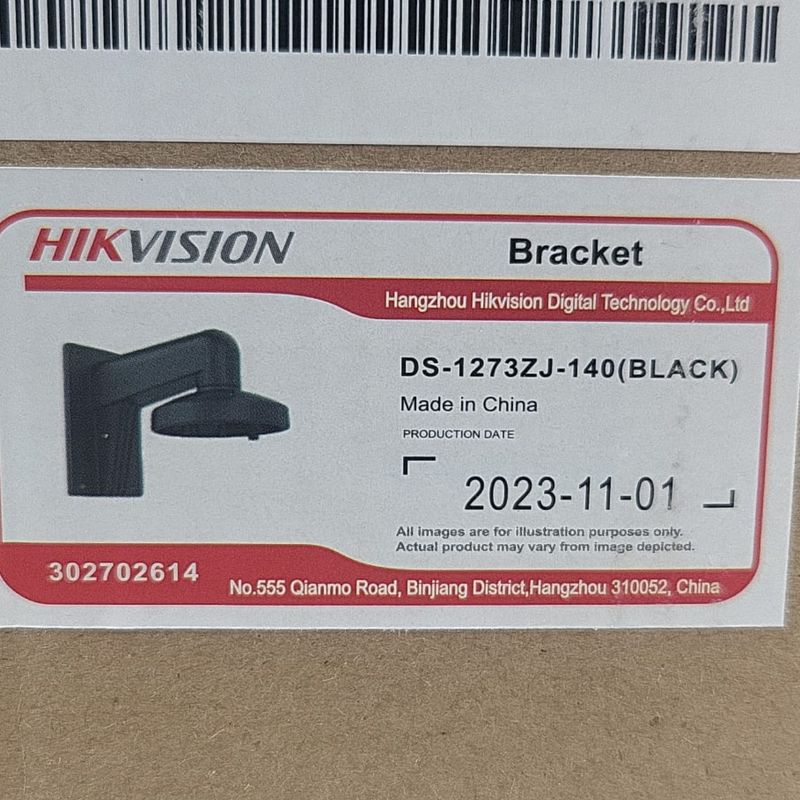 HIKVISION
Bracket
Hangzhou Hikvision Digital Technology Co.,Ltd
DS-1273ZJ-140(BLACK)
Made in China
PRODUCTION DATE
2023-11-01
All images are for illustration purposes only.
Actual product may vary from image depicted.
302702614
No.555 Qianmo Road, Binjiang District,Hangzhou 310052, China